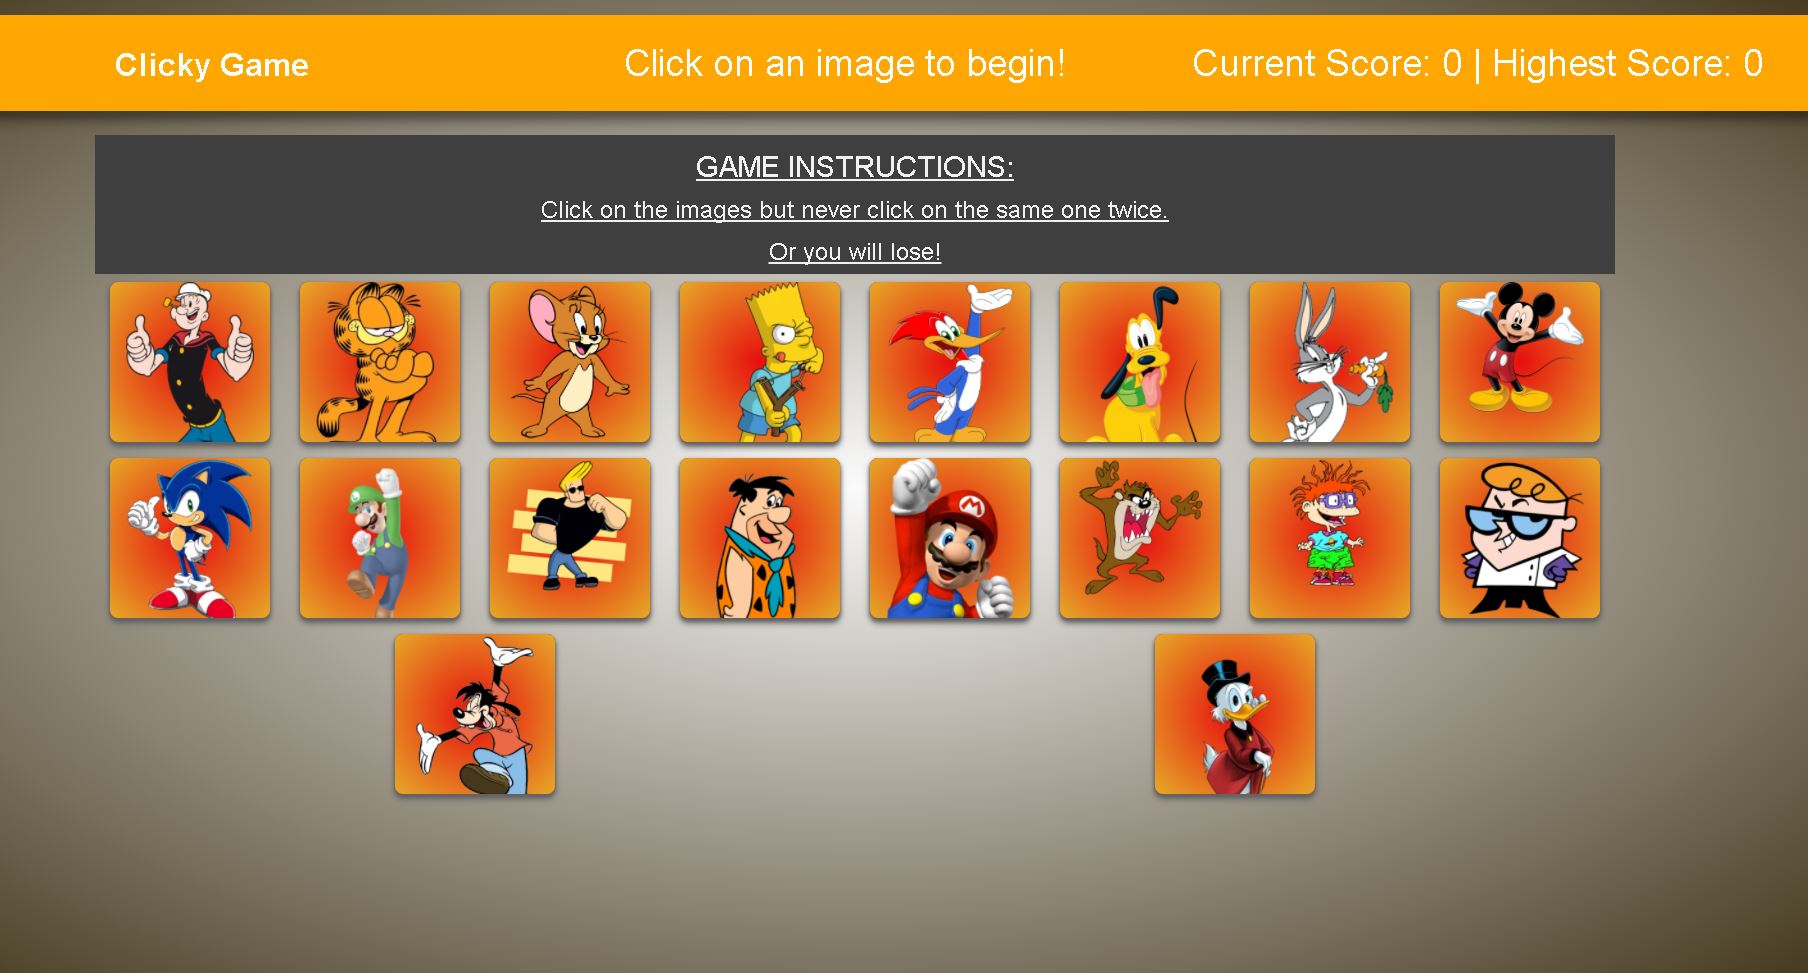 Clicky Game
Click on an image to begin!
Current Score: 0 | Highest Score: 0
GAME INSTRUCTIONS:
Click on the images but never click on the same one twice.
Or you will lose!